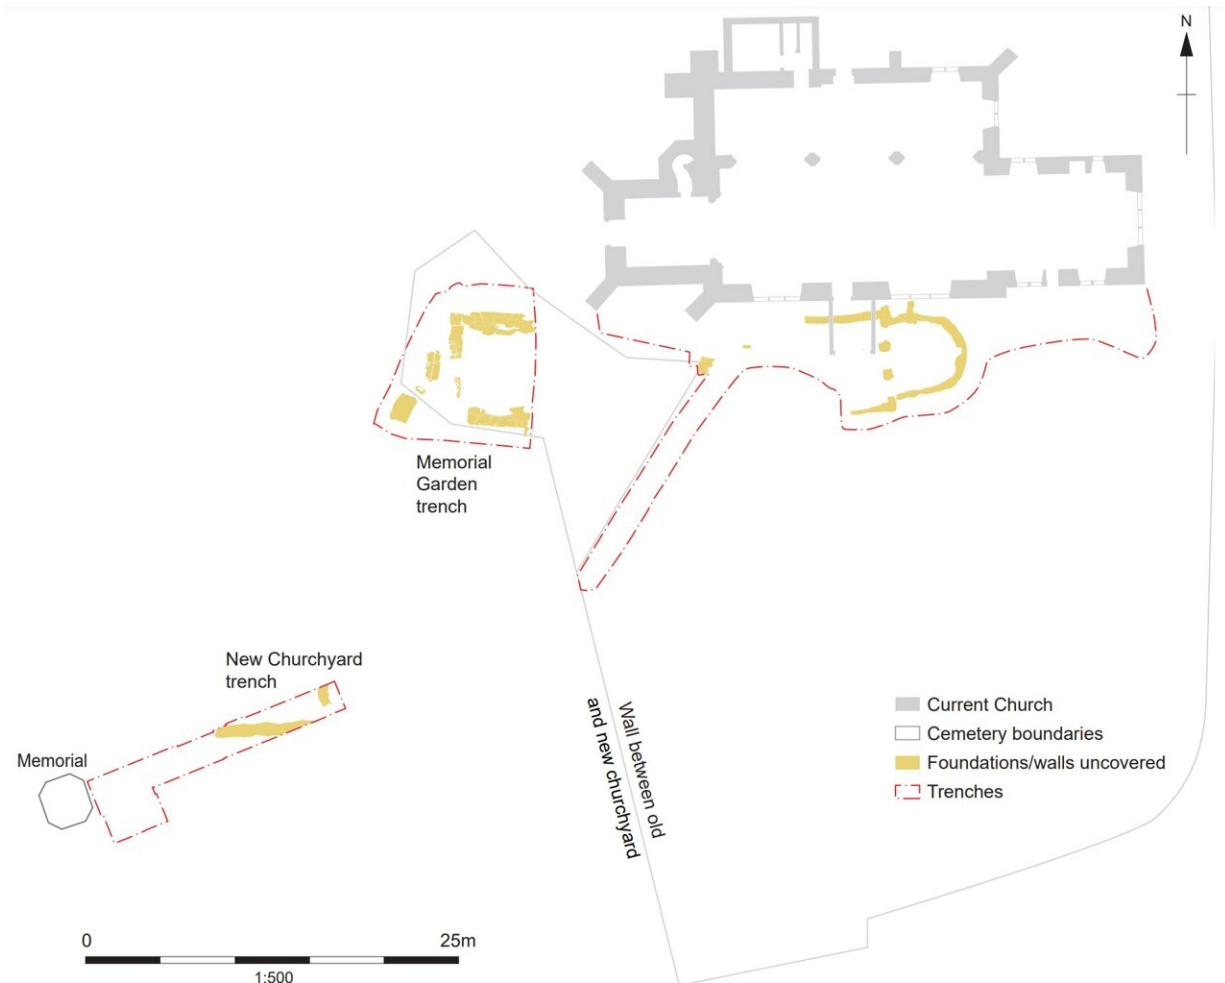 N
Memorial
Garden
trench
New Churchyard
trench
Memorial
Wall between old
and new churchyard
Current Church
Cemetery boundaries
Foundations/walls uncovered
Trenches
0
25m
1:500